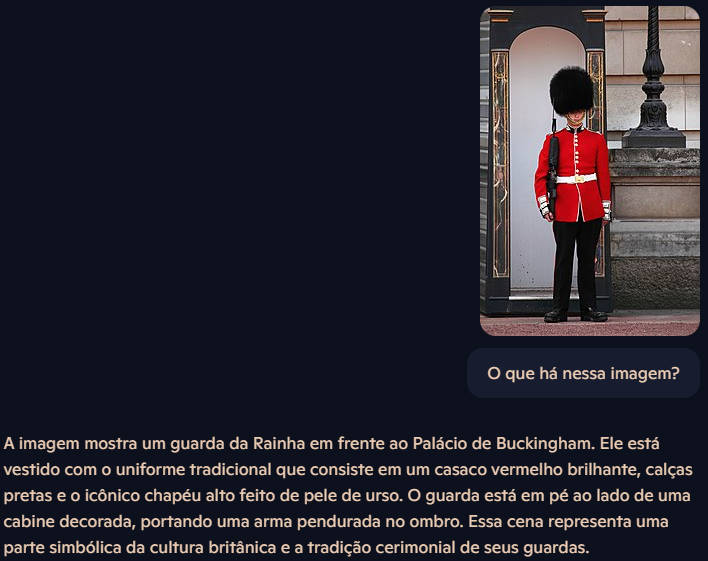 O que há nessa imagem?
A imagem mostra um guarda da Rainha em frente ao Palácio de Buckingham. Ele está
vestido com o uniforme tradicional que consiste em um casaco vermelho brilhante, calças
pretas e o icônico chapéu alto feito de pele de urso. O guarda está em pé ao lado de uma
cabine decorada, portando uma arma pendurada no ombro. Essa cena representa uma
parte simbólica da cultura britânica e a tradição cerimonial de seus guardas.